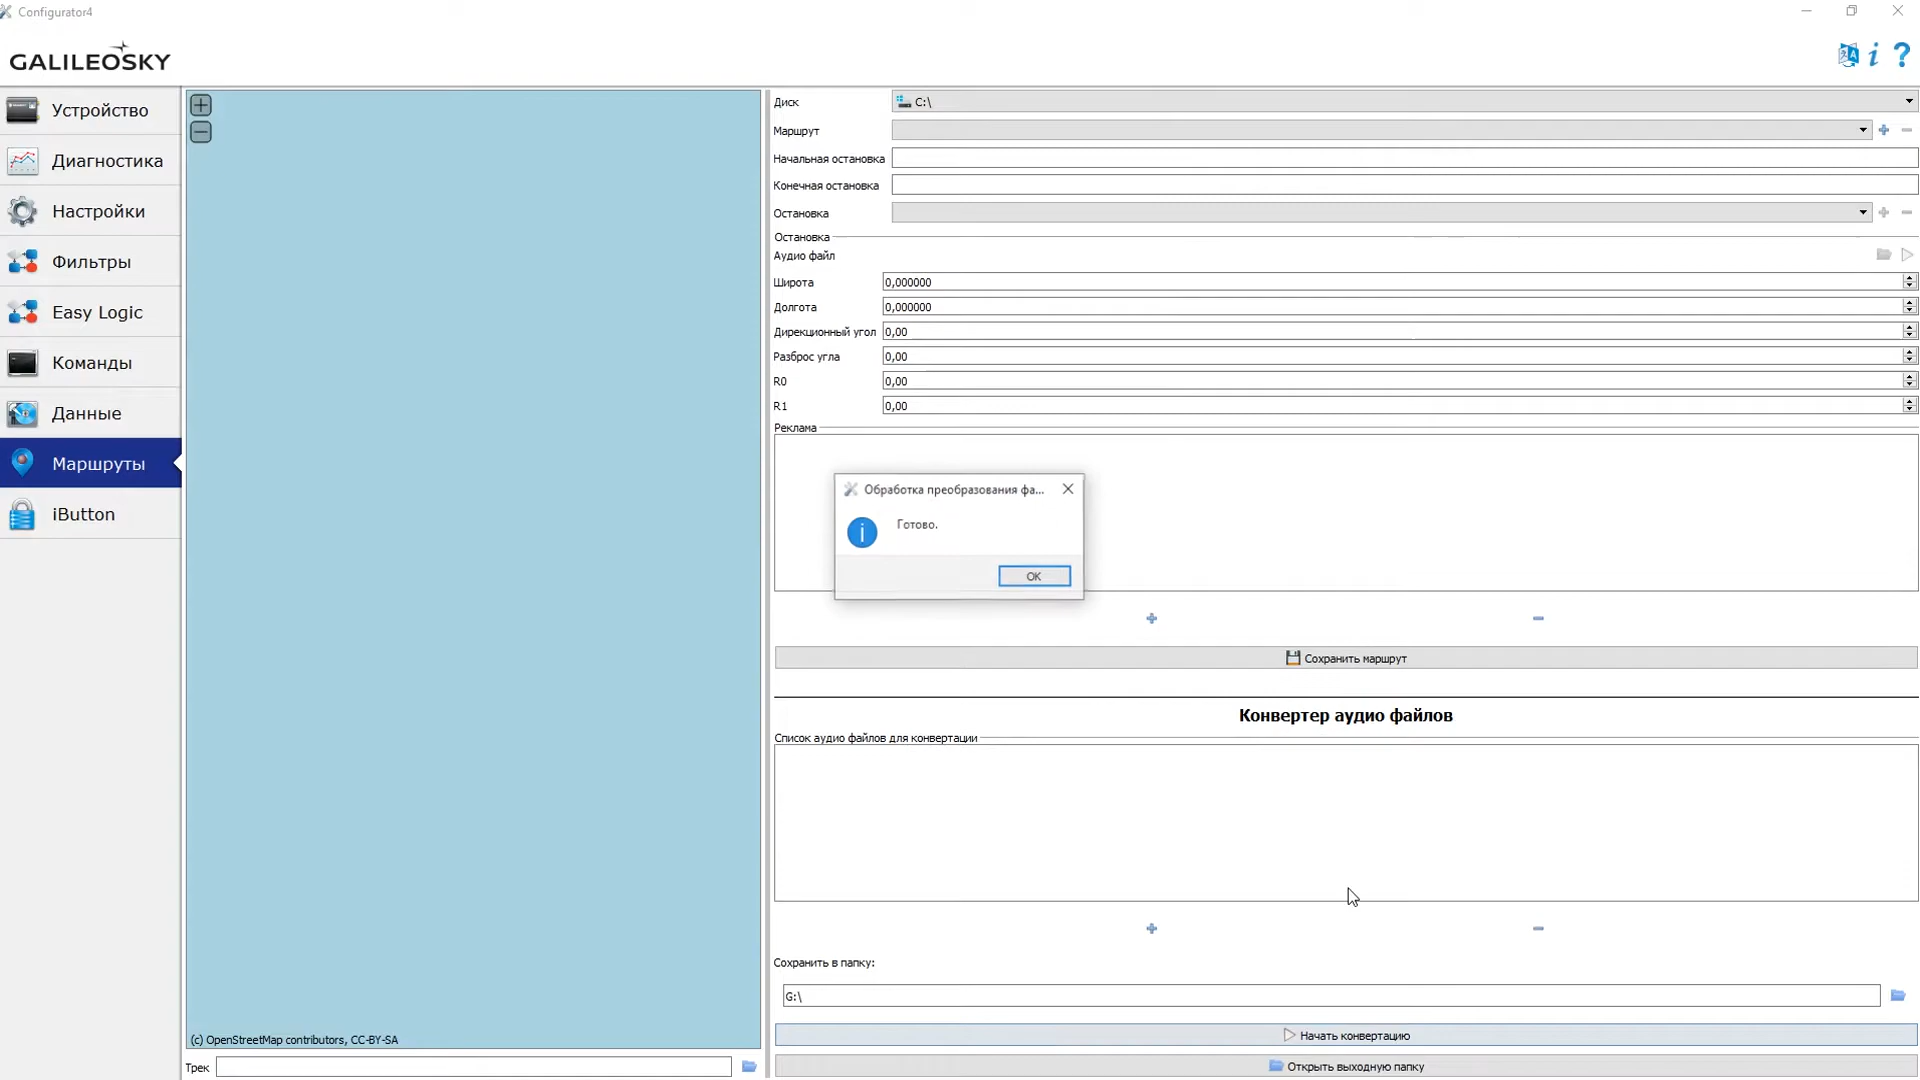 Configurator4
GALILEOSKY
Устройство
Диагностика
Настройки
Фильтры
Easy Logic
Команды
Данные
Маршруты
iButton
(c) OpenStreetMap contributors, CC-BY-SA
Трек
Диск C:\
Маршрут
Начальная остановка
Конечная остановка
Остановка
Остановка
Аудио файл
Широта 0,000000
Долгота 0,000000
Дирекционный угол 0,00
Разброс угла 0,00
R0 0,00
R1 0,00
Реклама
Обработка преобразования фа...
Готово.
OK
Сохранить маршрут
Конвертер аудио файлов
Список аудио файлов для конвертации
Сохранить в папку:
G:\
Начать конвертацию
Открыть выходную папку